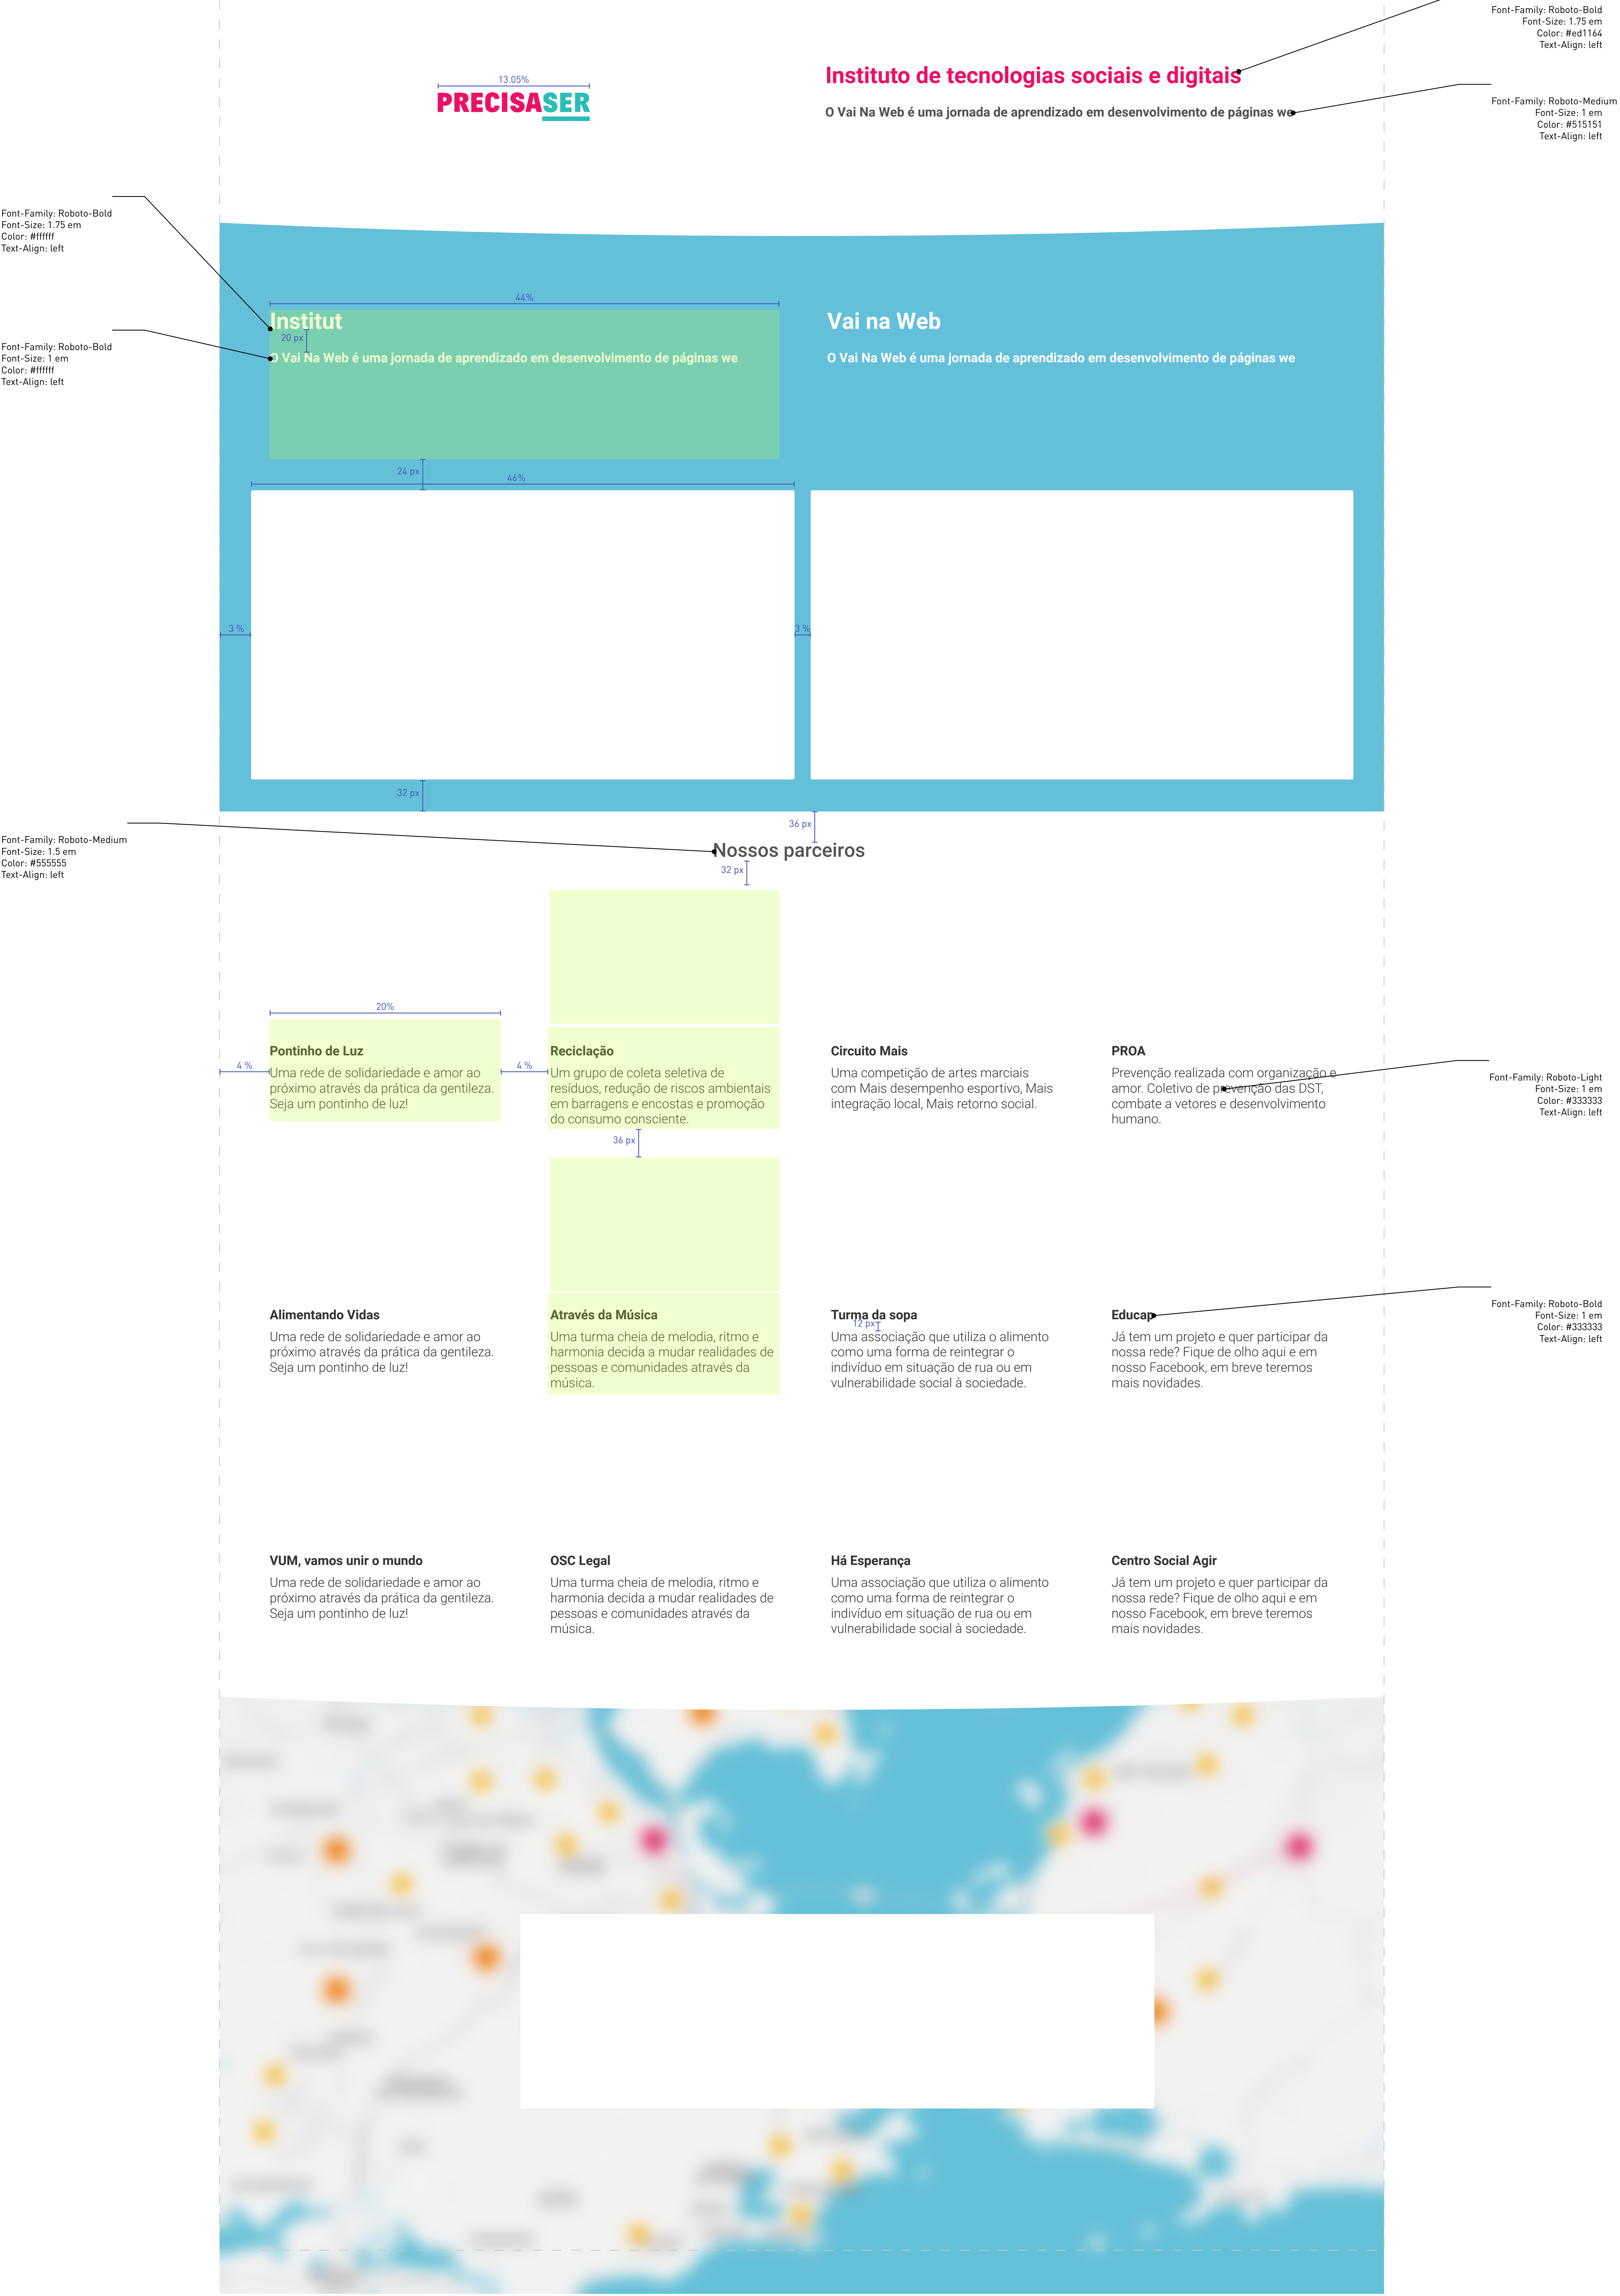 Font-Family: Roboto-Bold
Font-Size: 1.75 em
Color: #ed1164
Text-Align: left
13.05%
PRECISASER
Instituto de tecnologias sociais e digitais
O Vai Na Web é uma jornada de aprendizado em desenvolvimento de páginas we
Font-Family: Roboto-Medium
Font-Size: 1 em
Color: #515151
Text-Align: left
Font-Family: Roboto-Bold
Font-Size: 1.75 em
Color: #ffffff
Text-Align: left
44%
Institut
20 px
O Vai Na Web é uma jornada de aprendizado em desenvolvimento de páginas we
Vai na Web
O Vai Na Web é uma jornada de aprendizado em desenvolvimento de páginas we
Font-Family: Roboto-Bold
Font-Size: 1 em
Color: #ffffff
Text-Align: left
24 px
46%
3 %
3 %
32 px
36 px
Font-Family: Roboto-Medium
Font-Size: 1.5 em
Color: #555555
Text-Align: left
Nossos parceiros
32 px
20%
4 %
4 %
Pontinho de Luz
Uma rede de solidariedade e amor ao
próximo através da prática da gentileza.
Seja um pontinho de luz!
Reciclação
Um grupo de coleta seletiva de
resíduos, redução de riscos ambientais
em barragens e encostas e promoção
do consumo consciente.
Circuito Mais
Uma competição de artes marciais
com Mais desempenho esportivo, Mais
integração local, Mais retorno social.
PROA
Prevenção realizada com organização e
amor. Coletivo de prevenção das DST,
combate a vetores e desenvolvimento
humano.
Font-Family: Roboto-Light
Font-Size: 1 em
Color: #333333
Text-Align: left
36 px
Alimentando Vidas
Uma rede de solidariedade e amor ao
próximo através da prática da gentileza.
Seja um pontinho de luz!
Através da Música
Uma turma cheia de melodia, ritmo e
harmonia decida a mudar realidades de
pessoas e comunidades através da
música.
Turma da sopa
12 px
Uma associação que utiliza o alimento
como uma forma de reintegrar o
indivíduo em situação de rua ou em
vulnerabilidade social à sociedade.
Educap
Já tem um projeto e quer participar da
nossa rede? Fique de olho aqui e em
nosso Facebook, em breve teremos
mais novidades.
Font-Family: Roboto-Bold
Font-Size: 1 em
Color: #333333
Text-Align: left
VUM, vamos unir o mundo
Uma rede de solidariedade e amor ao
próximo através da prática da gentileza.
Seja um pontinho de luz!
OSC Legal
Uma turma cheia de melodia, ritmo e
harmonia decida a mudar realidades de
pessoas e comunidades através da
música.
Há Esperança
Uma associação que utiliza o alimento
como uma forma de reintegrar o
indivíduo em situação de rua ou em
vulnerabilidade social à sociedade.
Centro Social Agir
Já tem um projeto e quer participar da
nossa rede? Fique de olho aqui e em
nosso Facebook, em breve teremos
mais novidades.